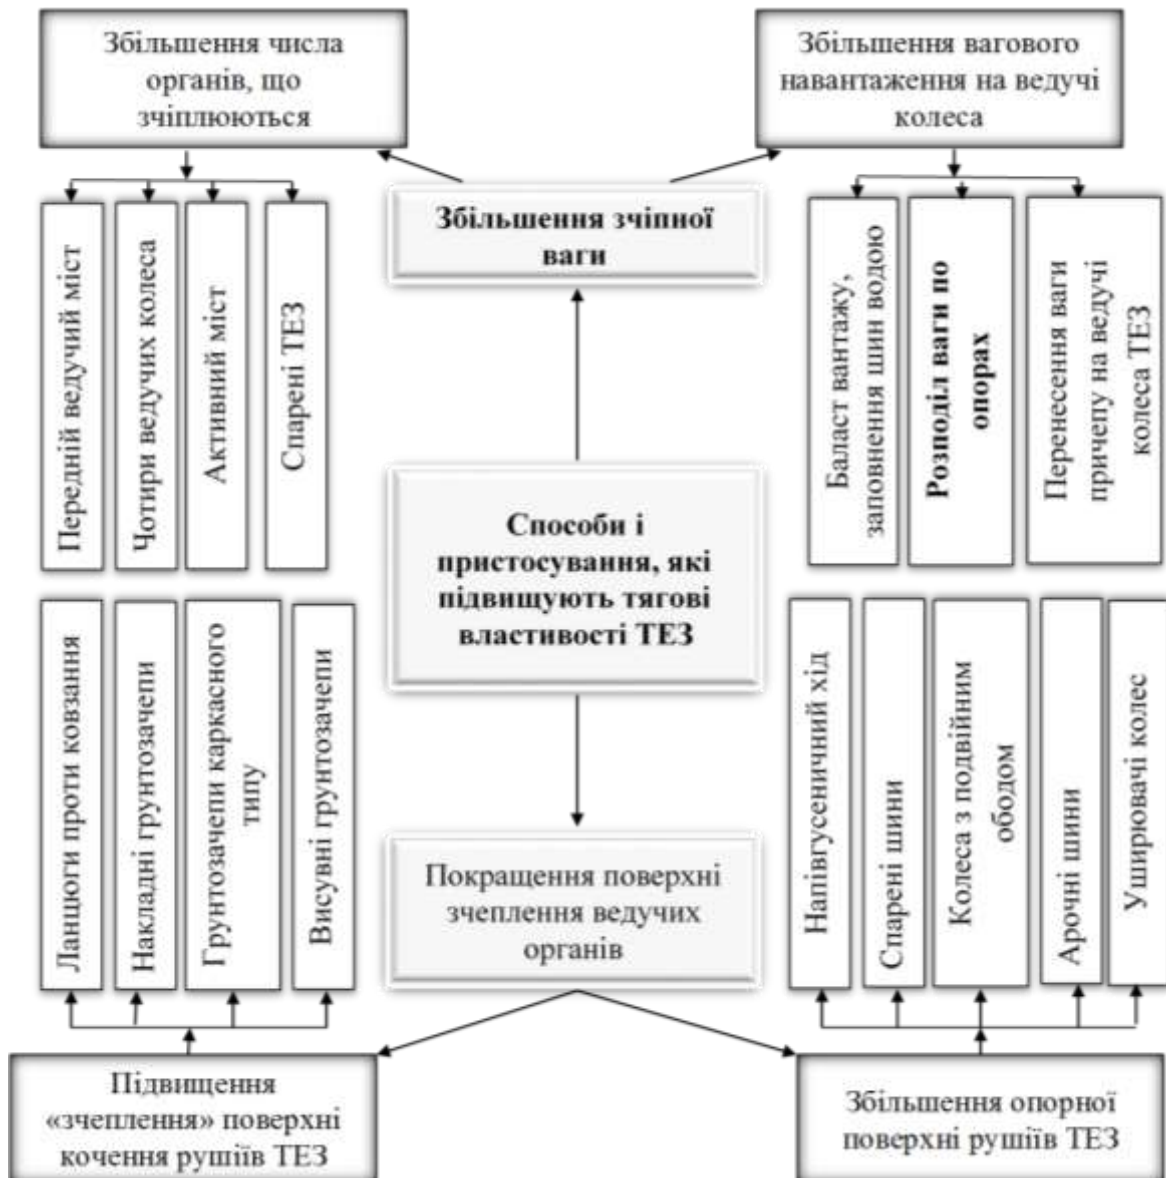 Збільшення числа
органів, що
зчіплюються
Збільшення вагового
навантаження на ведучі
колеса
Збільшення зчіпної
ваги
Передній ведучий міст
Чотири ведучих колеса
Активний міст
Спарені ТЕЗ
Баласт вантажу,
заповнення шин водою
Розподіл ваги по
опорах
Перенесення ваги
причепу на ведучі
колеса ТЕЗ
Способи і
пристосування, які
підвищують тягові
властивості ТЕЗ
Ланцюги проти ковзання
Накладні грунтозачепи
Грунтозачепи каркасного
типу
Висувні грунтозачепи
Напівгусеничний хід
Спарені шини
Колеса з подвійним
ободом
Арочні шини
Уширювачі колес
Покращення поверхні
зчеплення ведучих
органів
Підвищення
«зчеплення» поверхні
кочення рушіїв ТЕЗ
Збільшення опорної
поверхні рушіїв ТЕЗ